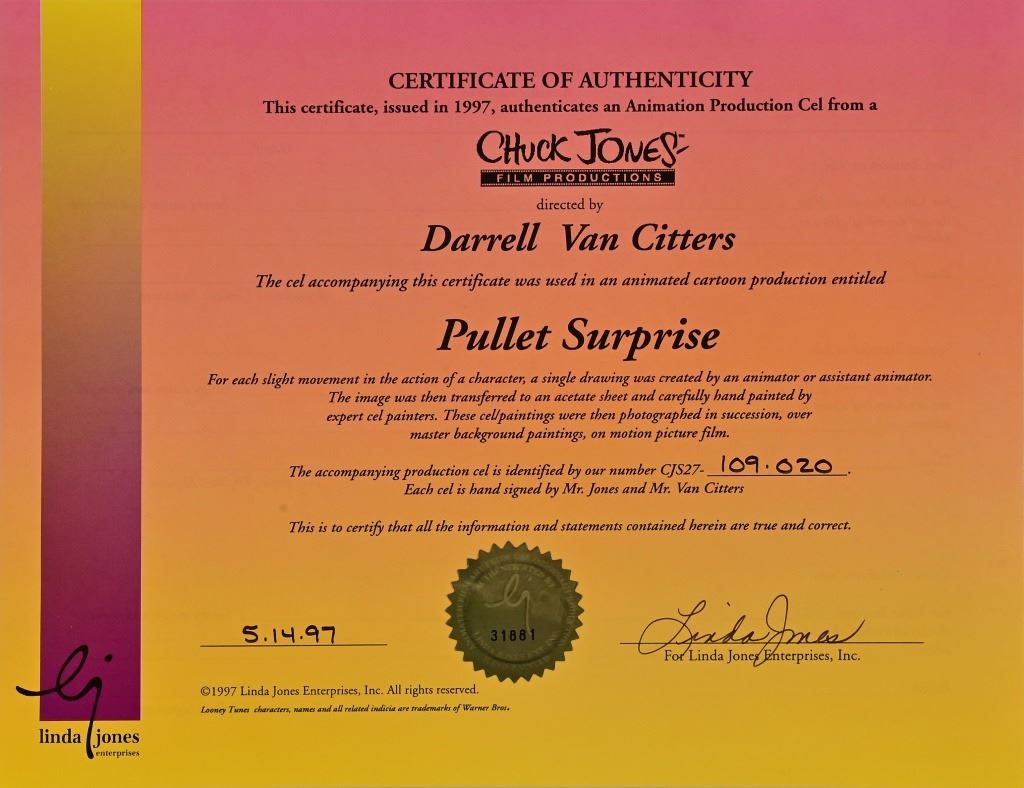 CERTIFICATE OF AUTHENTICITY
This certificate, issued in 1997, authenticates an Animation Production Cel from a
CHUCK JONES™
FILM PRODUCTIONS
directed by
Darrell Van Citters
The cel accompanying this certificate was used in an animated cartoon production entitled
Pullet Surprise
For each slight movement in the action of a character, a single drawing was created by an animator or assistant animator.
The image was then transferred to an acetate sheet and carefully hand painted by
expert cel painters. These cel/paintings were then photographed in succession, over
master background paintings, on motion picture film.
The accompanying production cel is identified by our number CJS27- 109.020.
Each cel is hand signed by Mr. Jones and Mr. Van Citters
This is to certify that all the information and statements contained herein are true and correct.
lj
31881
5.14.97
Linda Jones
For Linda Jones Enterprises, Inc.
©1997 Linda Jones Enterprises, Inc. All rights reserved.
Looney Tunes characters, names and all related indicia are trademarks of Warner Bros.
lj
linda jones
enterprises